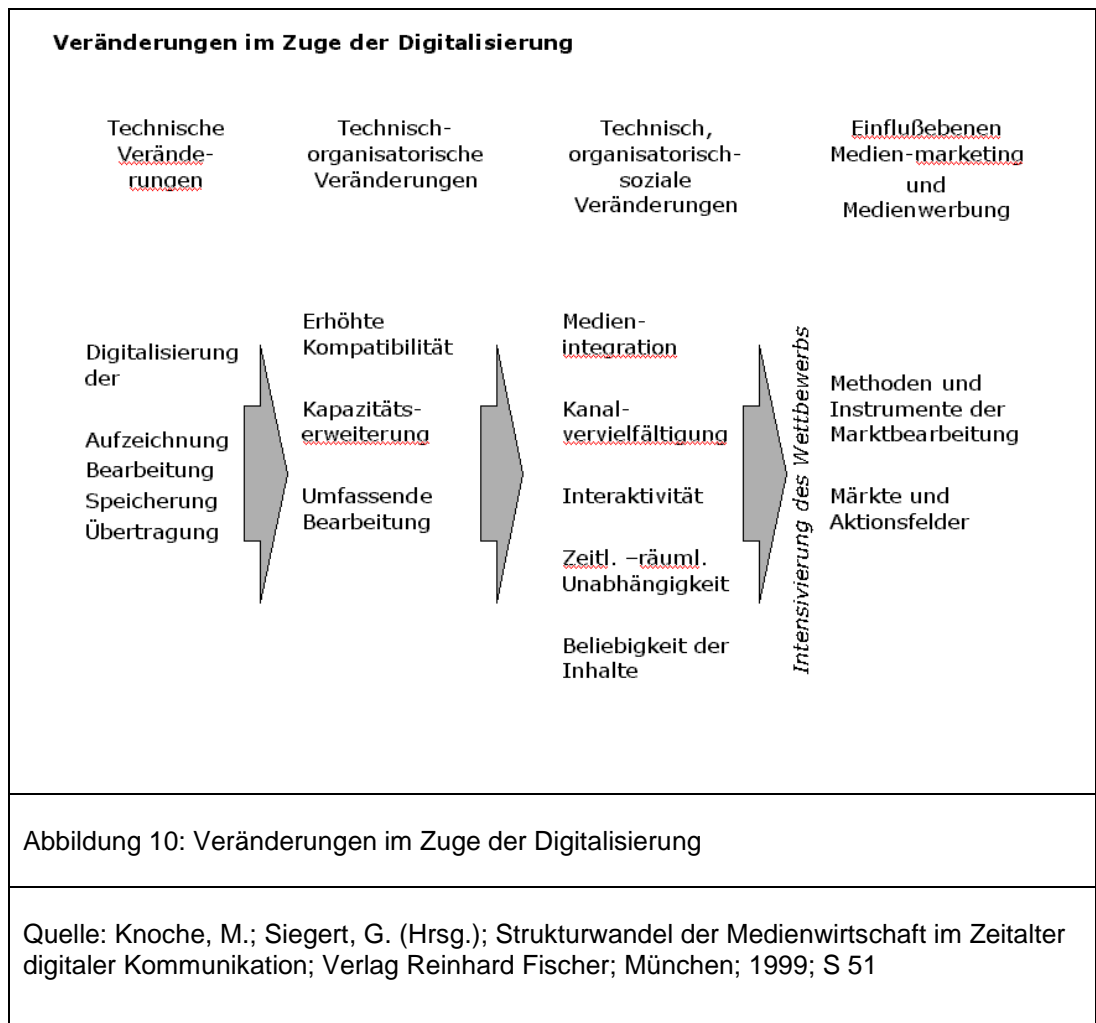 Veränderungen im Zuge der Digitalisierung
Technische
Verände-
rungen
Technisch-
organisatorische
Veränderungen
Technisch,
organisatorisch-
soziale
Veränderungen
Einflußebenen
Medien-marketing
und
Medienwerbung
Digitalisierung
der
Aufzeichnung
Bearbeitung
Speicherung
Übertragung
Erhöhte
Kompatibilität
Kapazitäts-
erweiterung
Umfassende
Bearbeitung
Medien-
integration
Kanal-
vervielfältigung
Interaktivität
Zeitl. –räuml.
Unabhängigkeit
Beliebigkeit der
Inhalte
Intensivierung des Wettbewerbs
Methoden und
Instrumente der
Marktbearbeitung
Märkte und
Aktionsfelder
Abbildung 10: Veränderungen im Zuge der Digitalisierung
Quelle: Knoche, M.; Siegert, G. (Hrsg.); Strukturwandel der Medienwirtschaft im Zeitalter
digitaler Kommunikation; Verlag Reinhard Fischer; München; 1999; S 51